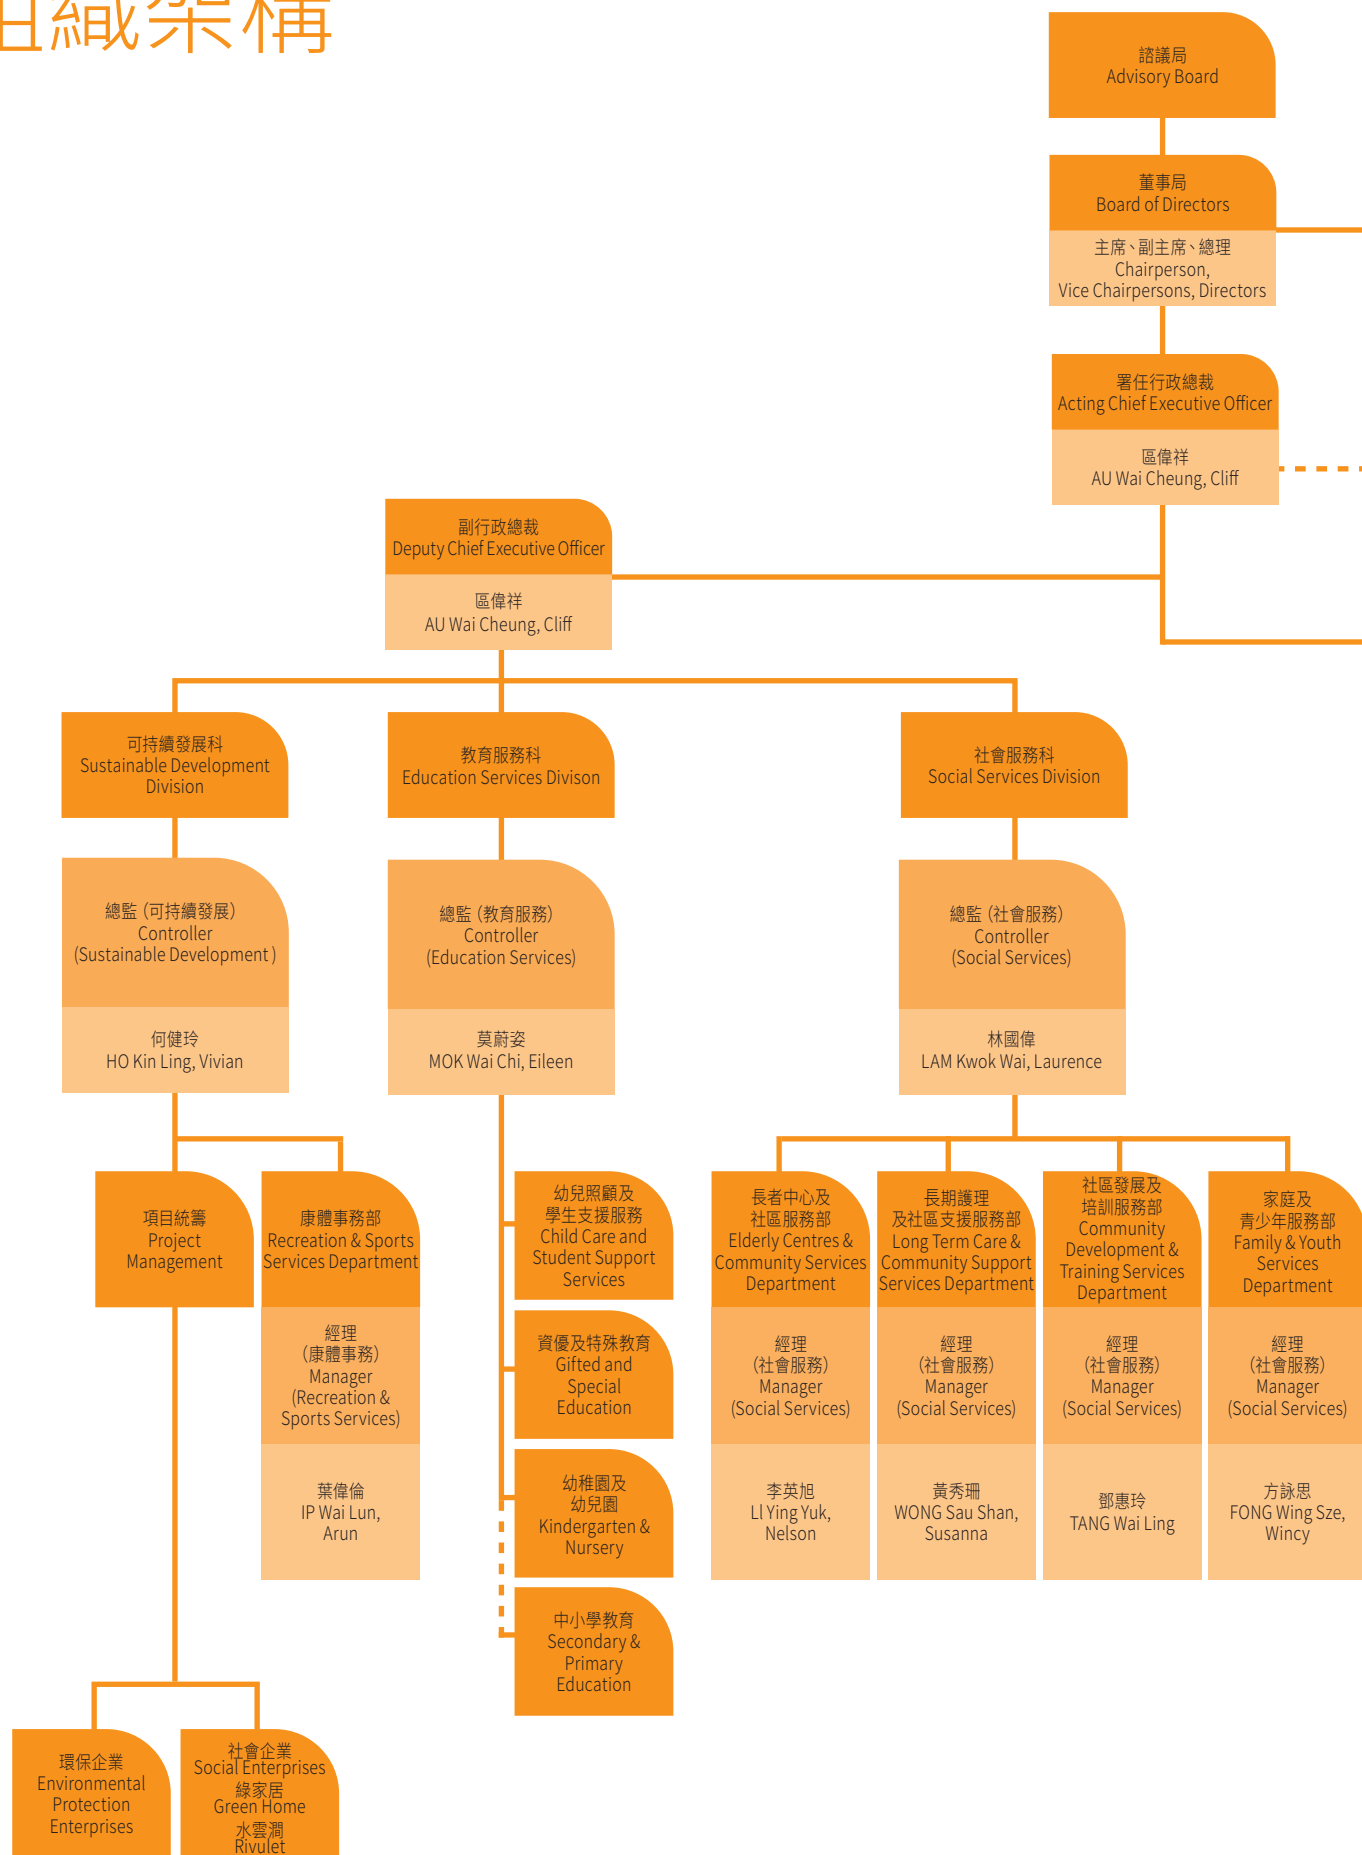 組織架構
諮議局
Advisory Board
董事局
Board of Directors
主席、副主席、總理
Chairperson,
Vice Chairpersons, Directors
署任行政總裁
Acting Chief Executive Officer
區偉祥
AU Wai Cheung, Cliff
副行政總裁
Deputy Chief Executive Officer
區偉祥
AU Wai Cheung, Cliff
可持續發展科
Sustainable Development
Division
教育服務科
Education Services Divison
社會服務科
Social Services Division
總監（可持續發展）
Controller
(Sustainable Development )
何健玲
HO Kin Ling, Vivian
總監（教育服務）
Controller
(Education Services)
莫蔚姿
MOK Wai Chi, Eileen
總監（社會服務）
Controller
(Social Services)
林國偉
LAM Kwok Wai, Laurence
項目統籌
Project
Management
康體事務部
Recreation & Sports
Services Department
經理
（康體事務）
Manager
(Recreation &
Sports Services)
葉偉倫
IP Wai Lun,
Arun
幼兒照顧及
學生支援服務
Child Care and
Student Support
Services
資優及特殊教育
Gifted and
Special
Education
幼稚園及
幼兒園
Kindergarten &
Nursery
中小學教育
Secondary &
Primary
Education
長者中心及
社區服務部
Elderly Centres &
Community Services
Department
經理
（社會服務）
Manager
(Social Services)
李英旭
LI Ying Yuk,
Nelson
長期護理
及社區支援服務部
Long Term Care &
Community Support
Services Department
經理
（社會服務）
Manager
(Social Services)
黃秀珊
WONG Sau Shan,
Susanna
社區發展及
培訓服務部
Community
Development &
Training Services
Department
經理
（社會服務）
Manager
(Social Services)
鄧惠玲
TANG Wai Ling
家庭及
青少年服務部
Family & Youth
Services
Department
經理
（社會服務）
Manager
(Social Services)
方詠思
FONG Wing Sze,
Wincy
環保企業
Environmental
Protection
Enterprises
社會企業
Social Enterprises
綠家居
Green Home
水雲澗
Rivulet